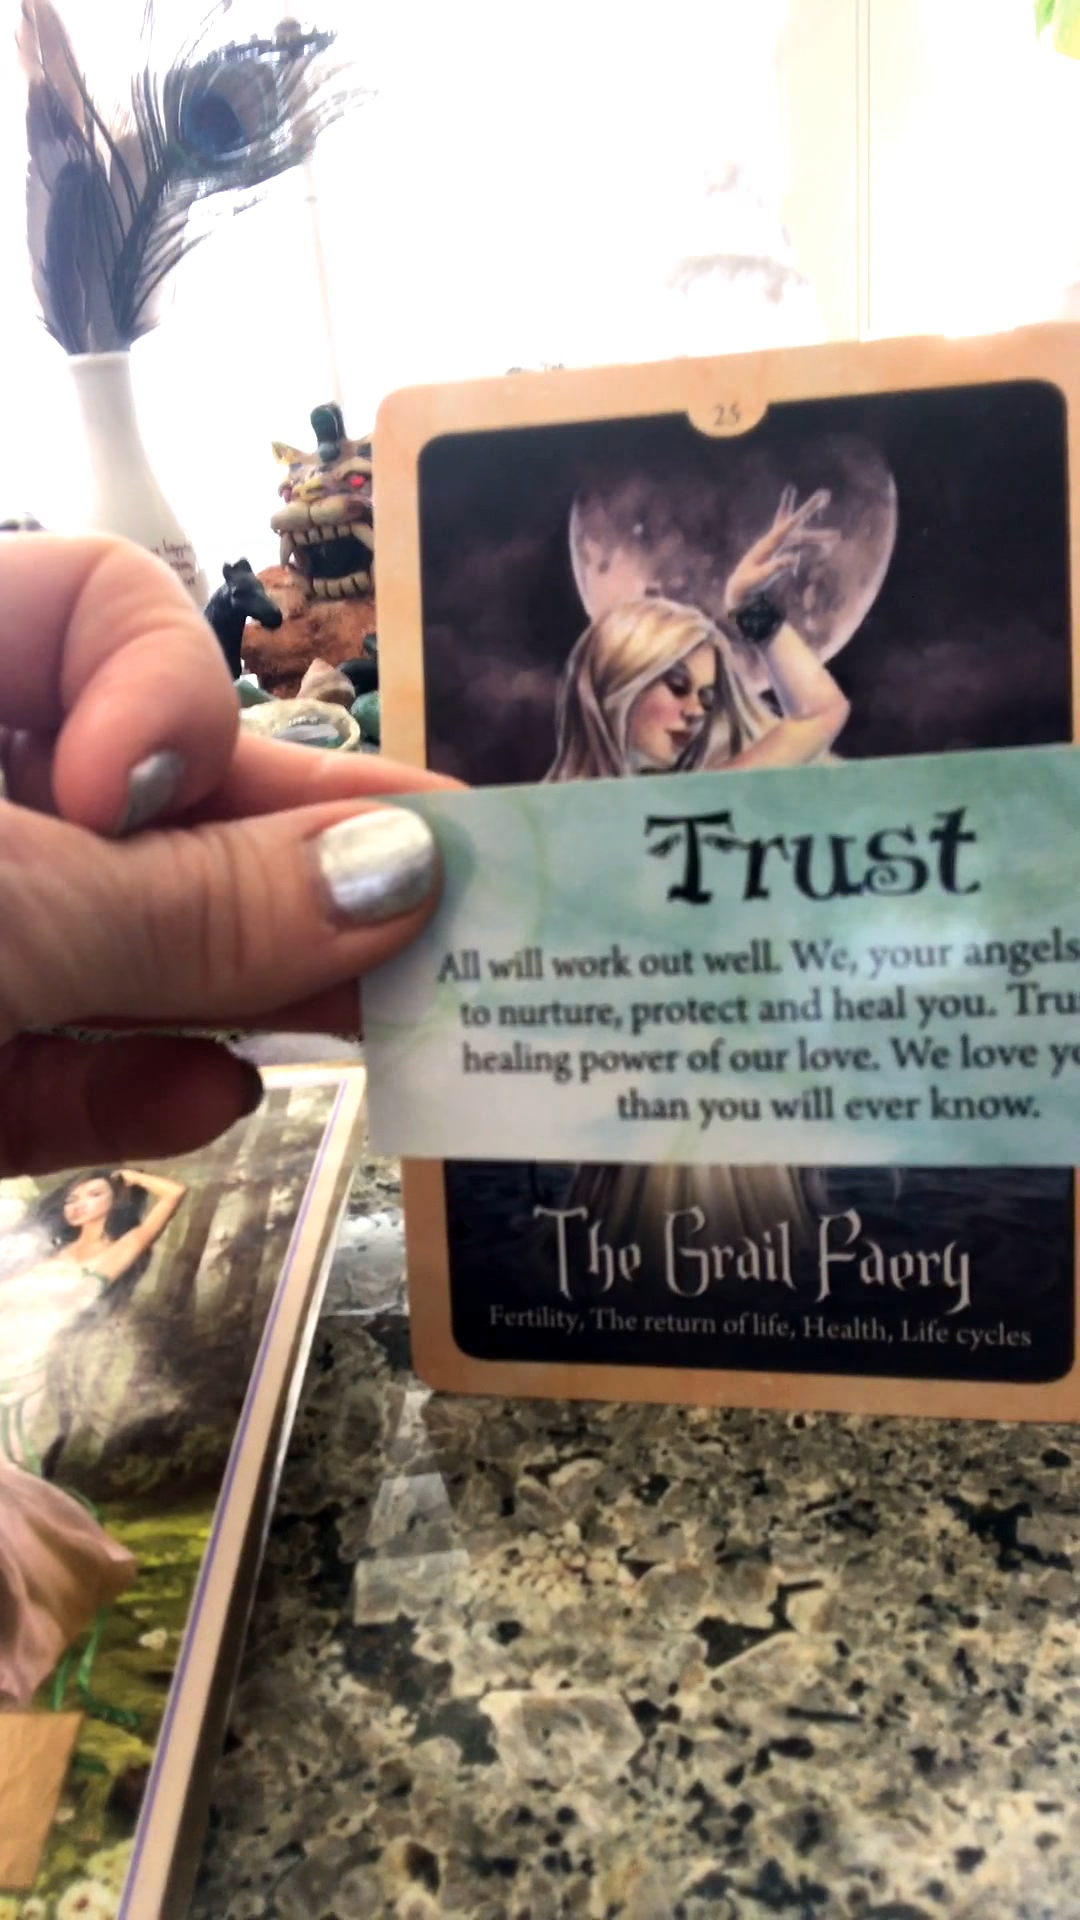 25
Trust
All will work out well. We, your angels
to nurture, protect and heal you.
healing power of our love. We love
than you will ever know.
The Grail Faery
Fertility, The return of life, Health, Life cycles